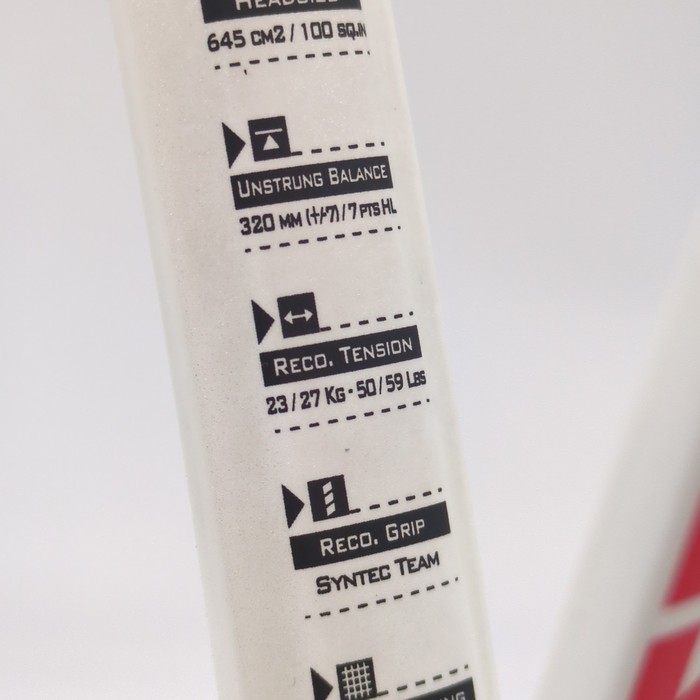 HEADSIZE
645 CM2 / 100 SQ.IN
UNSTRUNG BALANCE
320 MM (+/-7) / 7 PTS HL
RECO. TENSION
23 / 27 KG - 50 / 59 LBS
RECO. GRIP
SYNTEC TEAM